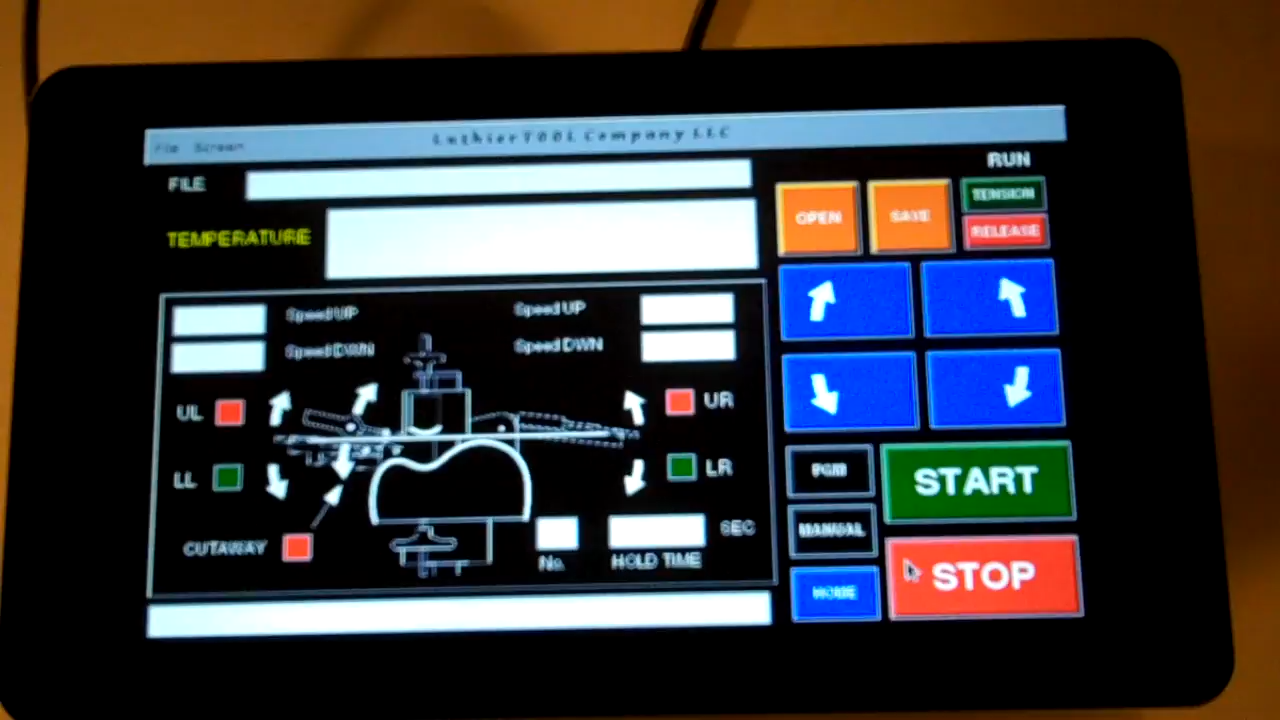 LuthierTOOL Company LLC
File Screen
RUN
FILE
OPEN SAVE TENSION
RELEASE
TEMPERATURE
Speed UP Speed UP
Speed DWN Speed DWN
UL UR
LL LR
CUTAWAY
SEC
No. HOLD TIME
PGM START
MANUAL
HOME STOP